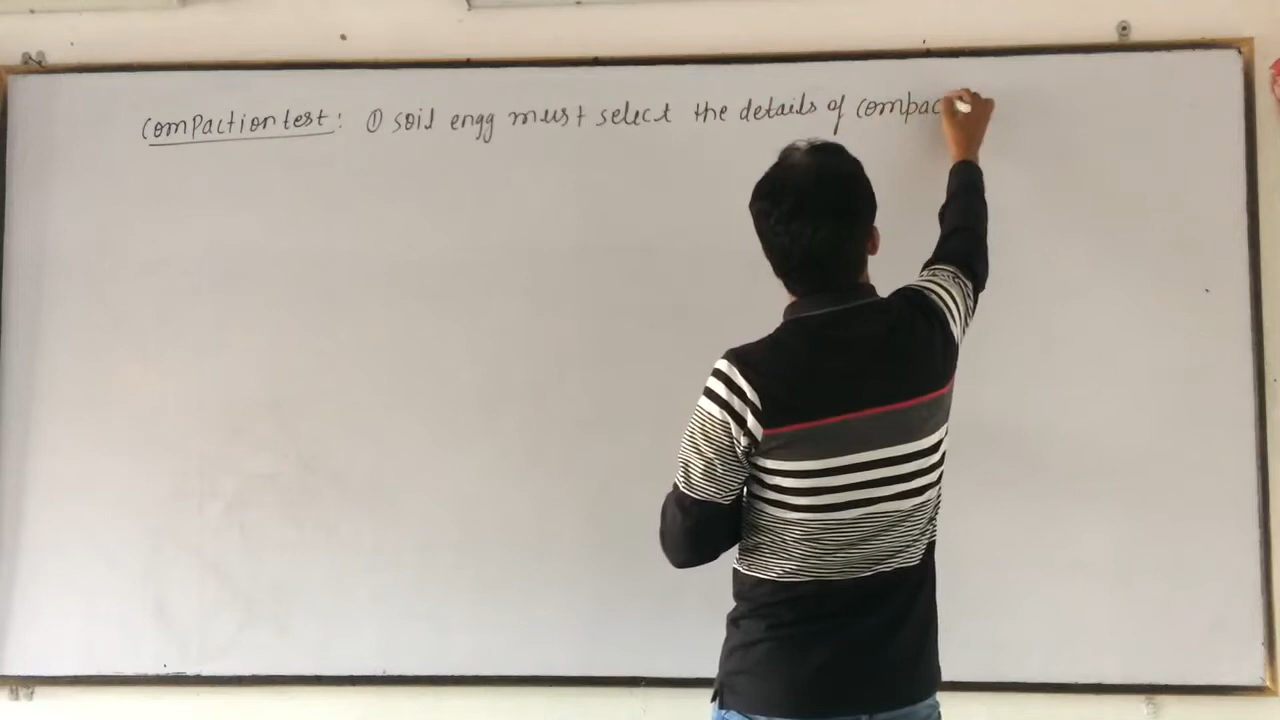 Compaction test: ① soil engg must select the details of compac